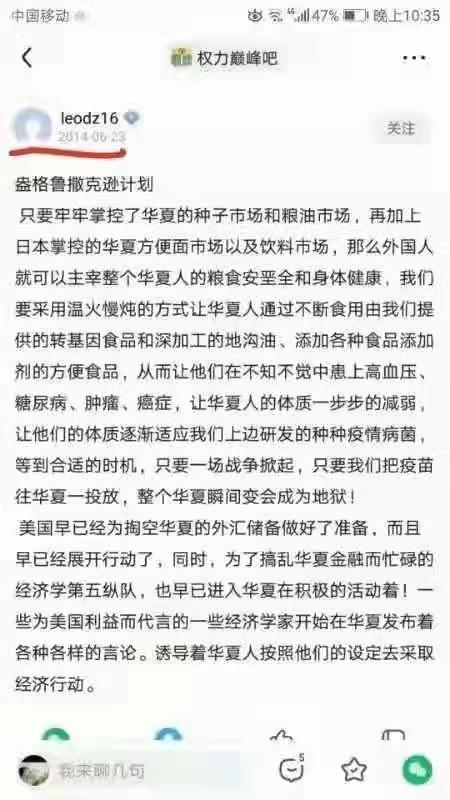 中国移动 46 47% 晚上10:35
权力巅峰吧
leodz16
2014-06-23
关注
盎格鲁撒克逊计划
只要牢牢掌控了华夏的种子市场和粮油市场，再加上
日本掌控的华夏方便面市场以及饮料市场，那么外国人
就可以主宰整个华夏人的粮食安垩全和身体健康，我们
要采用温火慢炖的方式让华夏人通过不断食用由我们提
供的转基因食品和深加工的地沟油、添加各种食品添加
剂的方便食品，从而让他们在不知不觉中患上高血压、
糖尿病、肿瘤、癌症，让华夏人的体质一步步的减弱，
让他们的体质逐渐适应我们上边研发的种种疫情病菌，
等到合适的时机，只要一场战争掀起，只要我们把疫苗
往华夏一投放，整个华夏瞬间变会成为地狱！
美国早已经为掏空华夏的外汇储备做好了准备，而且
早已经展开行动了，同时，为了搞乱华夏金融而忙碌的
经济学第五纵队，也早已进入华夏在积极的活动着！一些
为美国利益而代言的一些经济学家开始在华夏发布着
各种各样的言论。诱导着华夏人按照他们的设定去采取
经济行动。
我来聊几句
5